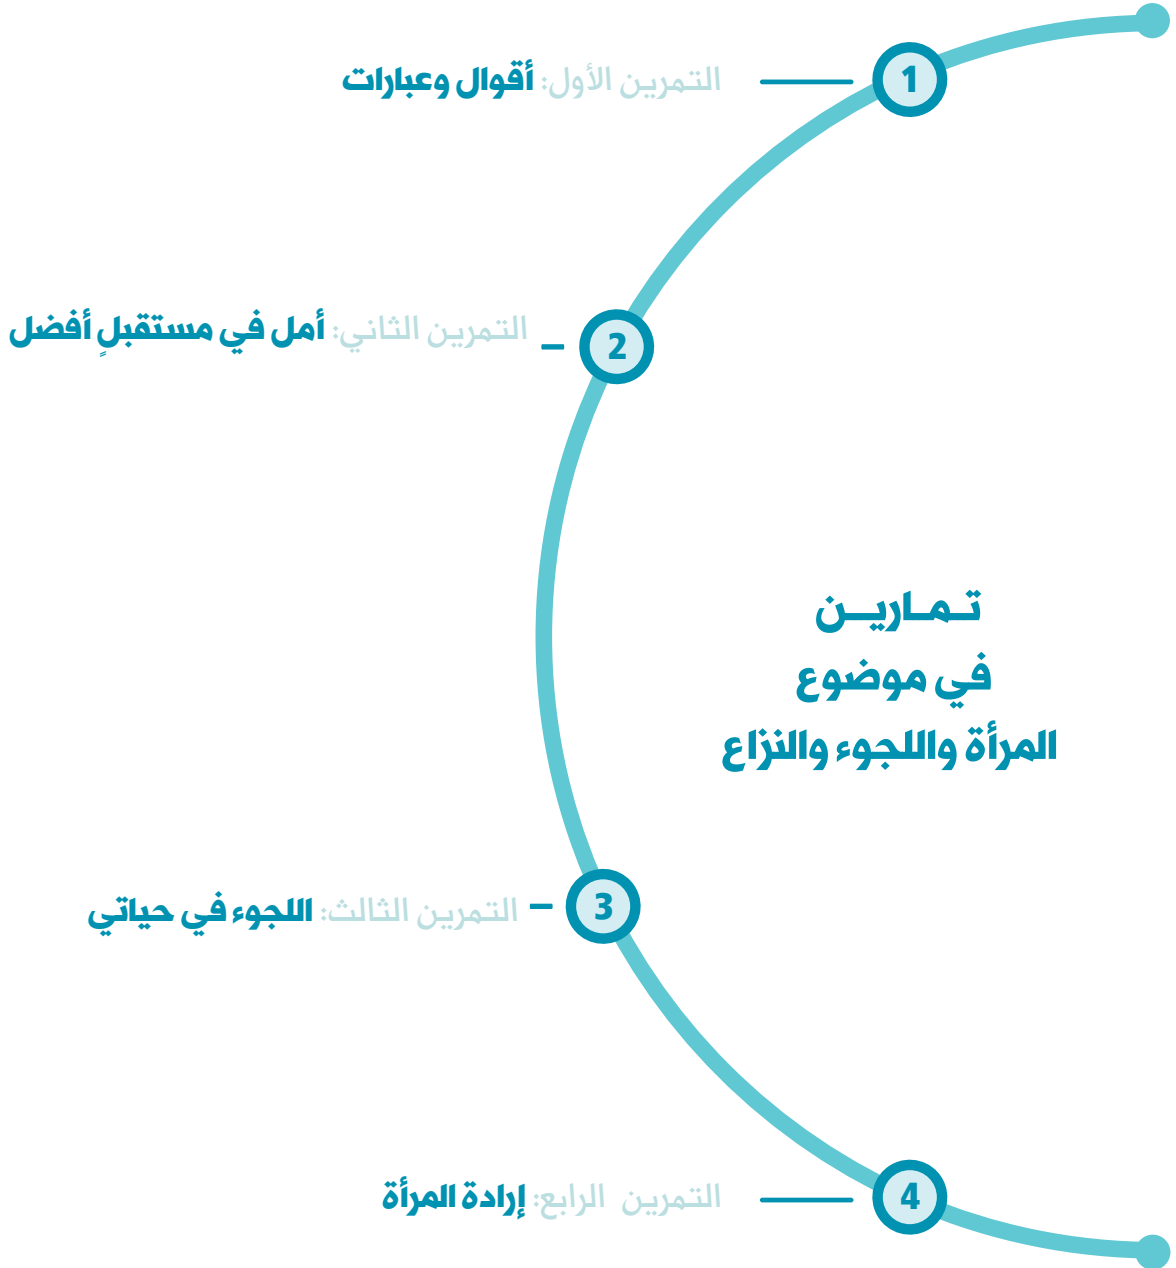 تمارين
في موضوع
المرأة واللجوء والنزاع
1
التمرين الأول: أقوال وعبارات
2
التمرين الثاني: أمل في مستقبلٍ أفضل
3
التمرين الثالث: اللجوء في حياتي
4
التمرين الرابع: إرادة المرأة